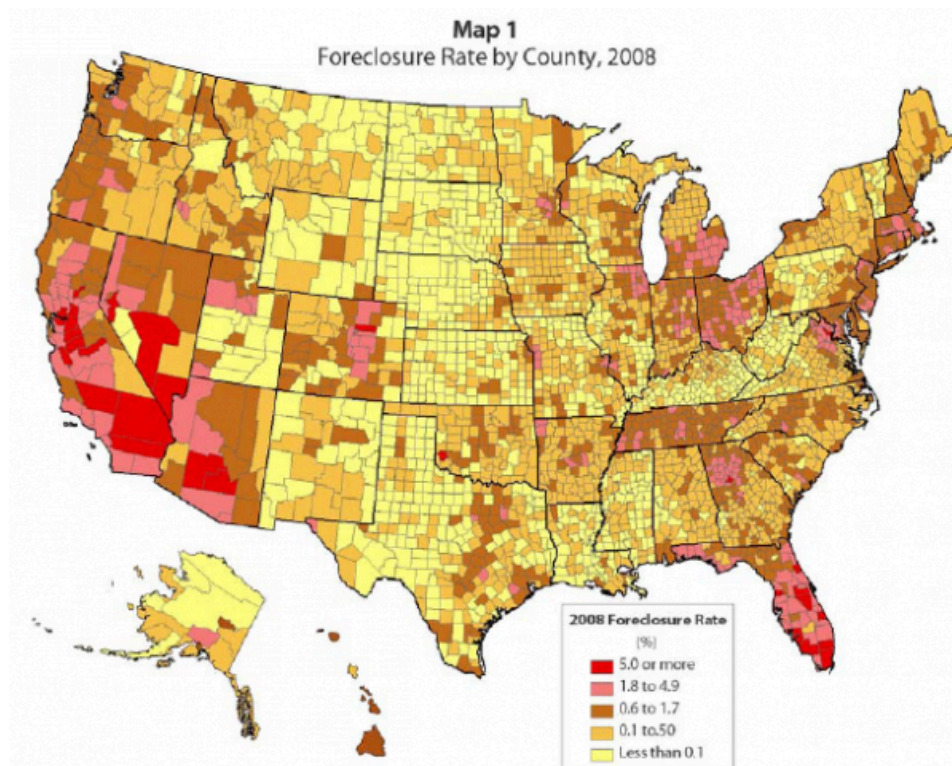 Map 1
Foreclosure Rate by County, 2008
2008 Foreclosure Rate
(%)
5.0 or more
1.8 to 4.9
0.6 to 1.7
0.1 to.50
Less than 0.1